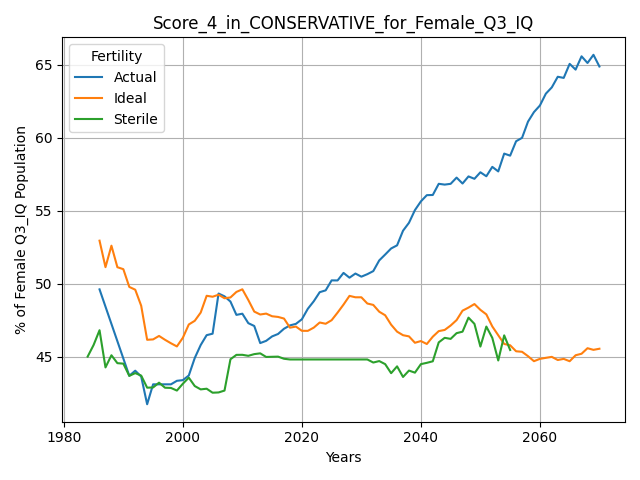 Score_4_in_CONSERVATIVE_for_Female_Q3_IQ
Fertility
Actual
Ideal
Sterile
% of Female Q3_IQ Population
65
60
55
50
45
1980
2000
2020
2040
2060
Years